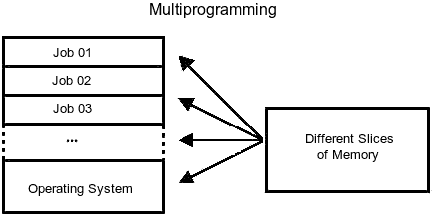 Multiprogramming
Job 01
Job 02
Job 03
...
Operating System
Different Slices
of Memory